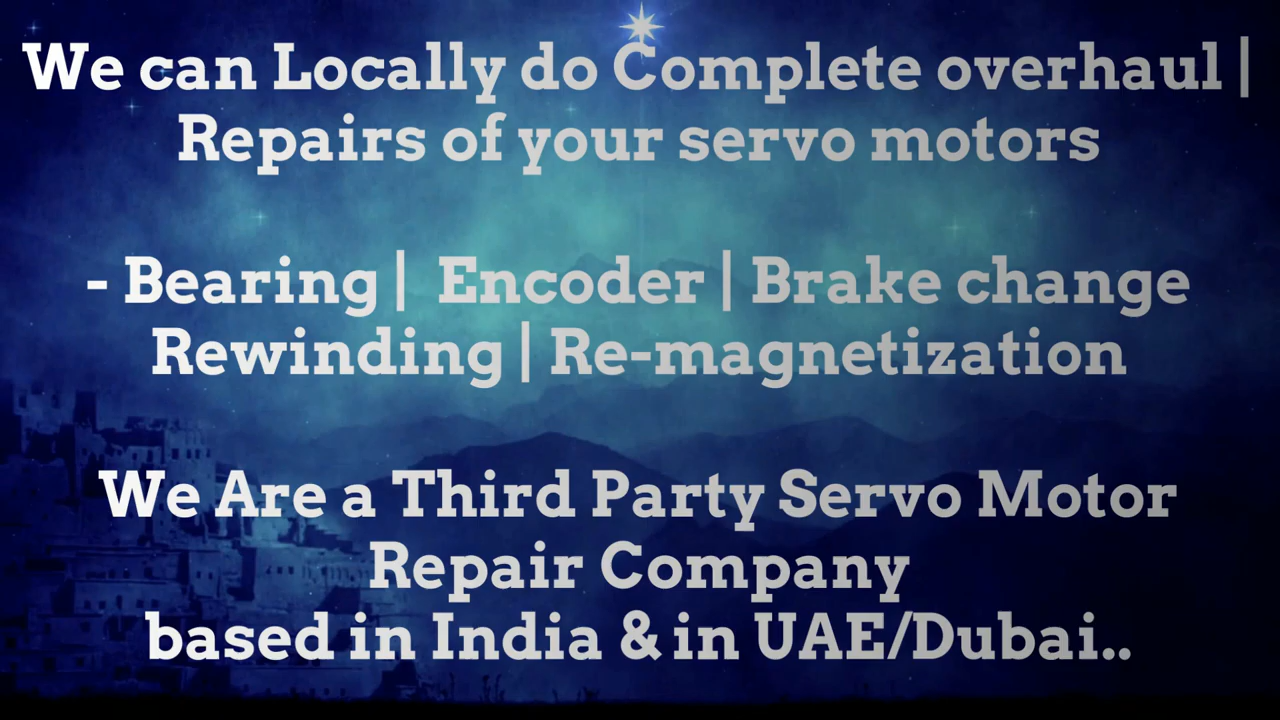 We can Locally do Complete overhaul |
Repairs of your servo motors
- Bearing | Encoder | Brake change
Rewinding | Re-magnetization
We Are a Third Party Servo Motor
Repair Company
based in India & in UAE/Dubai..